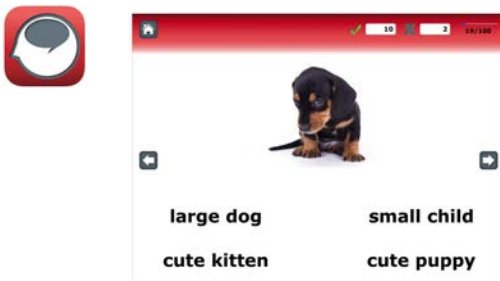 10 2 19/100
large dog small child
cute kitten cute puppy